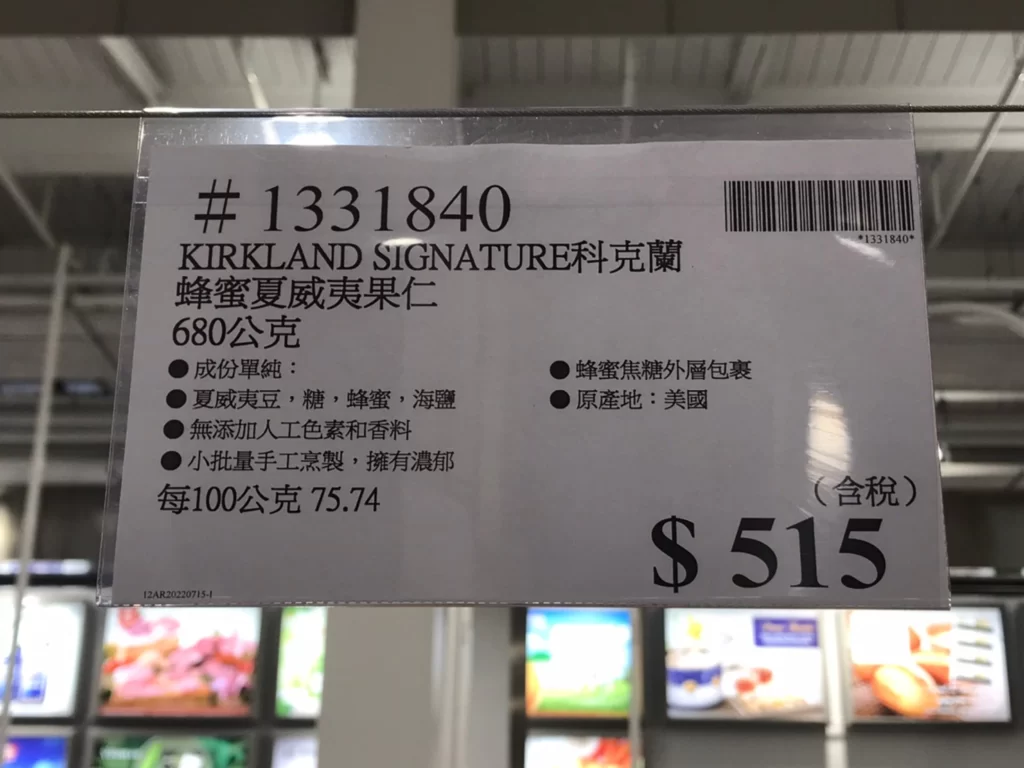 #1331840
*1331840*
KIRKLAND SIGNATURE科克蘭
蜂蜜夏威夷果仁
680公克
●成份單純：
●夏威夷豆，糖，蜂蜜，海鹽
●無添加人工色素和香料
●小批量手工烹製，擁有濃郁
●蜂蜜焦糖外層包裹
●原產地：美國
每100公克 75.74
（含稅）
$ 515
12AR20220715-1